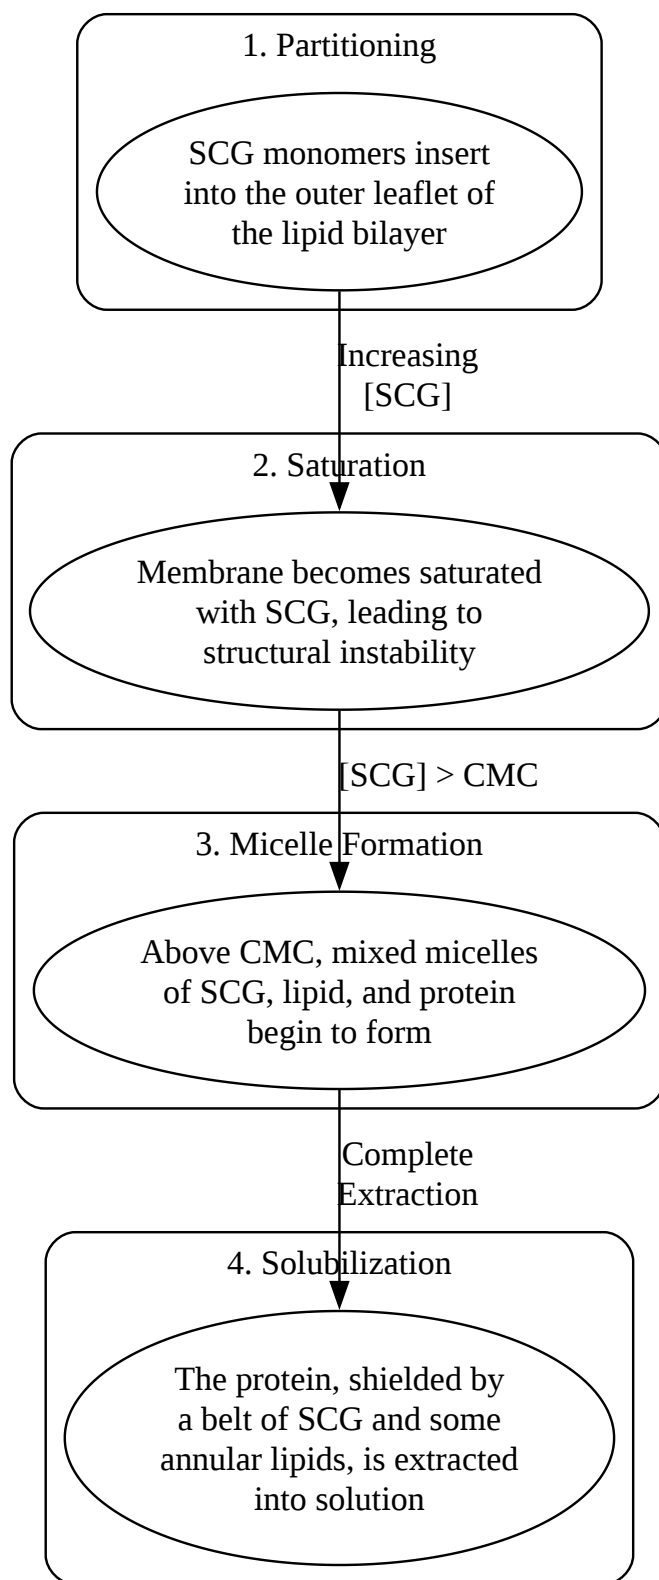 1. Partitioning
SCG monomers insert
into the outer leaflet of
the lipid bilayer
Increasing
[SCG]
2. Saturation
Membrane becomes saturated
with SCG, leading to
structural instability
[SCG] > CMC
3. Micelle Formation
Above CMC, mixed micelles
of SCG, lipid, and protein
begin to form
Complete
Extraction
4. Solubilization
The protein, shielded by
a belt of SCG and some
annular lipids, is extracted
into solution